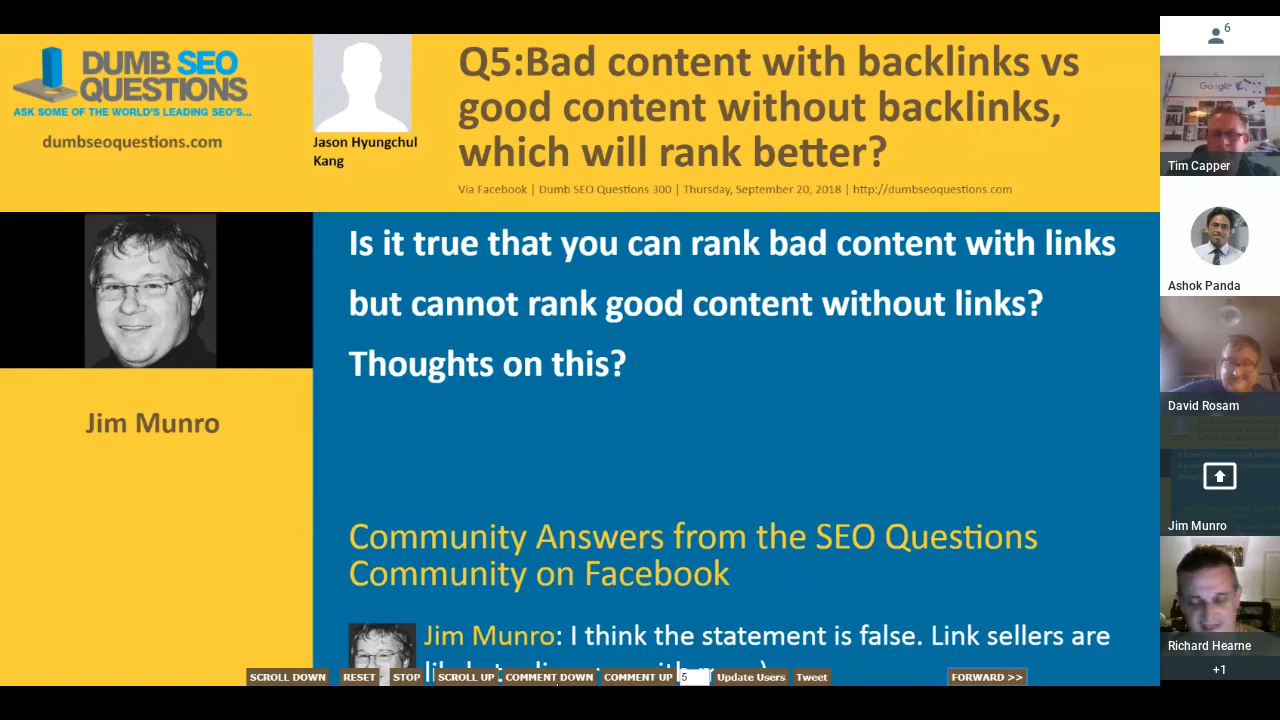 DUMB SEO
QUESTIONS
ASK SOME OF THE WORLD'S LEADING SEO'S...
dumbseoquestions.com
Jason Hyungchul
Kang
Q5:Bad content with backlinks vs
good content without backlinks,
which will rank better?
Via Facebook | Dumb SEO Questions 300 | Thursday, September 20, 2018 | http://dumbseoquestions.com
Jim Munro
Is it true that you can rank bad content with links
but cannot rank good content without links?
Thoughts on this?
Community Answers from the SEO Questions
Community on Facebook
Jim Munro: I think the statement is false. Link sellers are
SCROLL DOWN
RESET
STOP
SCROLL UP
COMMENT DOWN
COMMENT UP
5
Update Users
Tweet
FORWARD >>
6
Google
Tim Capper
Ashok Panda
David Rosam
Jim Munro
Richard Hearne
+1